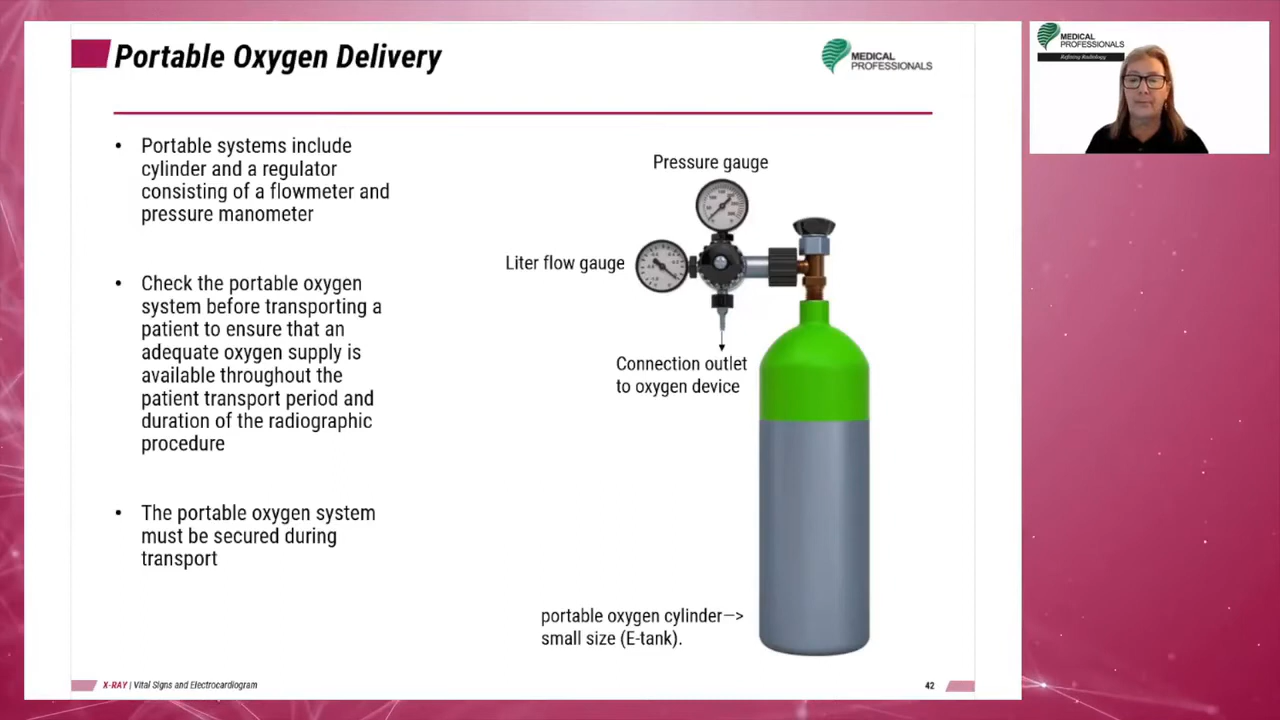 Portable Oxygen Delivery
MEDICAL
PROFESSIONALS
MEDICAL
PROFESSIONALS
Refining Radiology
• Portable systems include
cylinder and a regulator
consisting of a flowmeter and
pressure manometer
• Check the portable oxygen
system before transporting a
patient to ensure that an
adequate oxygen supply is
available throughout the
patient transport period and
duration of the radiographic
procedure
• The portable oxygen system
must be secured during
transport
Pressure gauge
Liter flow gauge
Connection outlet
to oxygen device
portable oxygen cylinder—>
small size (E-tank).
X-RAY | Vital Signs and Electrocardiogram
42